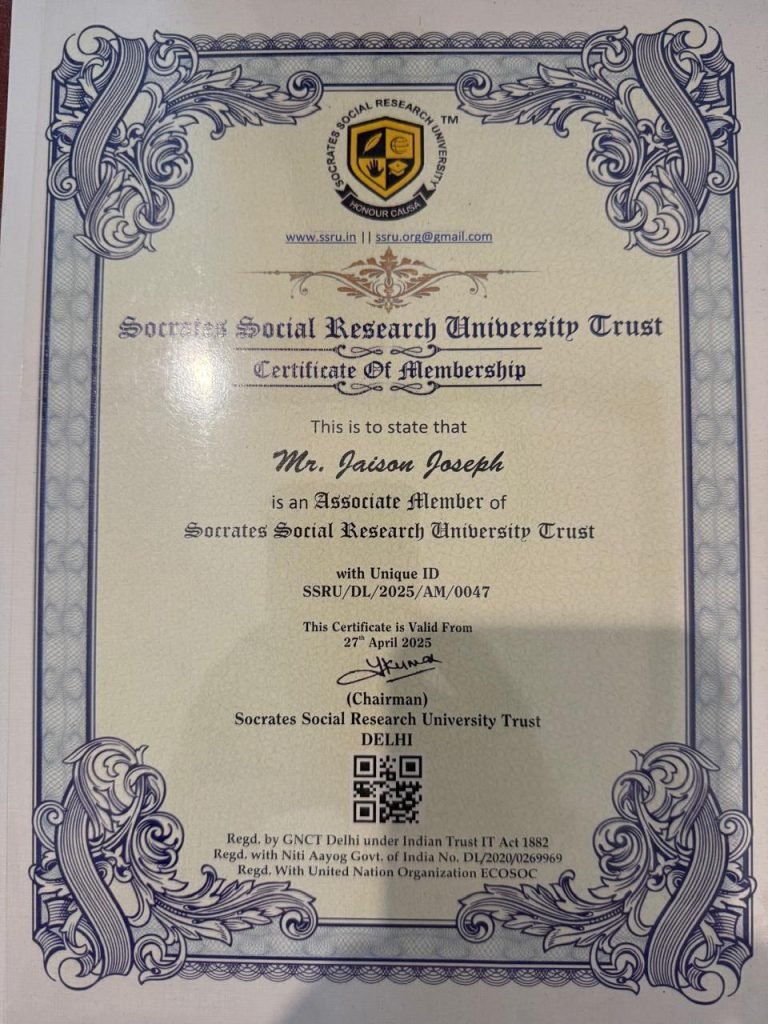 SOCRATES SOCIAL RESEARCH UNIVERSITY
TM
HONOUR CAUSA
www.ssru.in || ssru.org@gmail.com
Socrates Social Research University Trust
Certificate Of Membership
This is to state that
Mr. Jaison Joseph
is an Associate Member of
Socrates Social Research University Trust
with Unique ID
SSRU/DL/2025/AM/0047
This Certificate is Valid From
27th April 2025
(Chairman)
Socrates Social Research University Trust
DELHI
Regd. by GNCT Delhi under Indian Trust IT Act 1882
Regd. with Niti Aayog Govt. of India No. DL/2020/0269969
Regd. With United Nation Organization ECOSOC